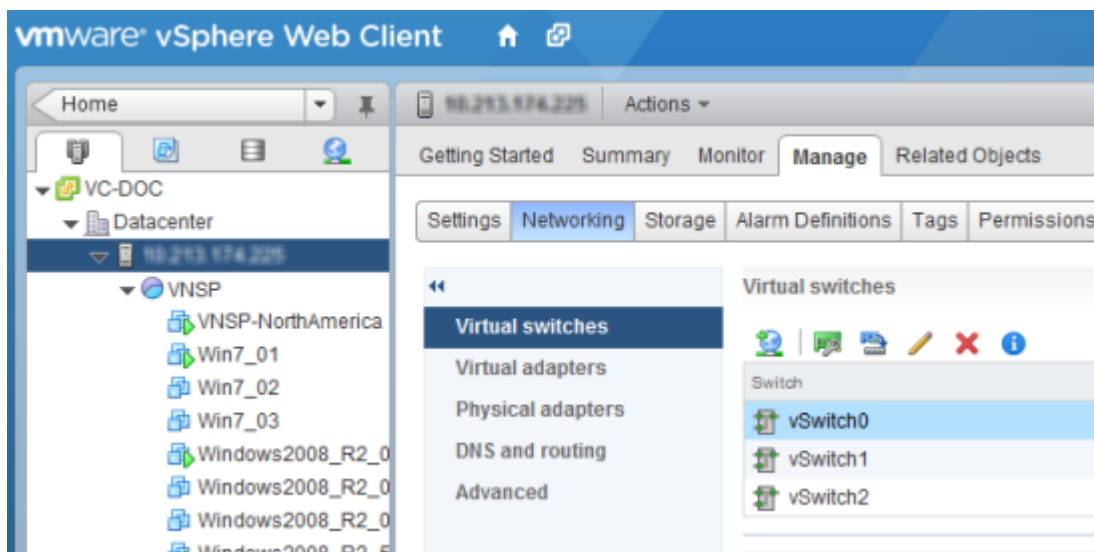 vmware® vSphere Web Client
Home
VC-DOC
Datacenter
VNSP
VNSP-NorthAmerica
Win7_01
Win7_02
Win7_03
Windows2008_R2_0
Windows2008_R2_0
Windows2008_R2_0
Actions
Getting Started Summary Monitor Manage Related Objects
Settings Networking Storage Alarm Definitions Tags Permissions
Virtual switches
Virtual adapters
Physical adapters
DNS and routing
Advanced
Virtual switches
Switch
vSwitch0
vSwitch1
vSwitch2